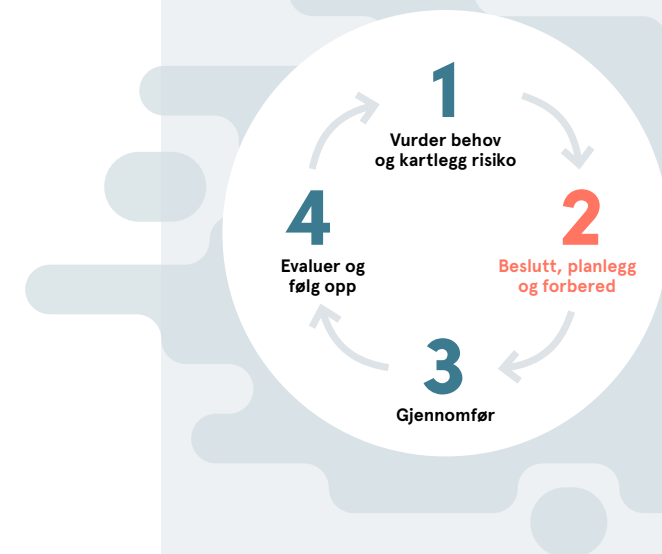 1
Vurder behov
og kartlegg risiko
2
Beslutt, planlegg
og forbered
3
Gjennomfør
4
Evaluer og
følg opp